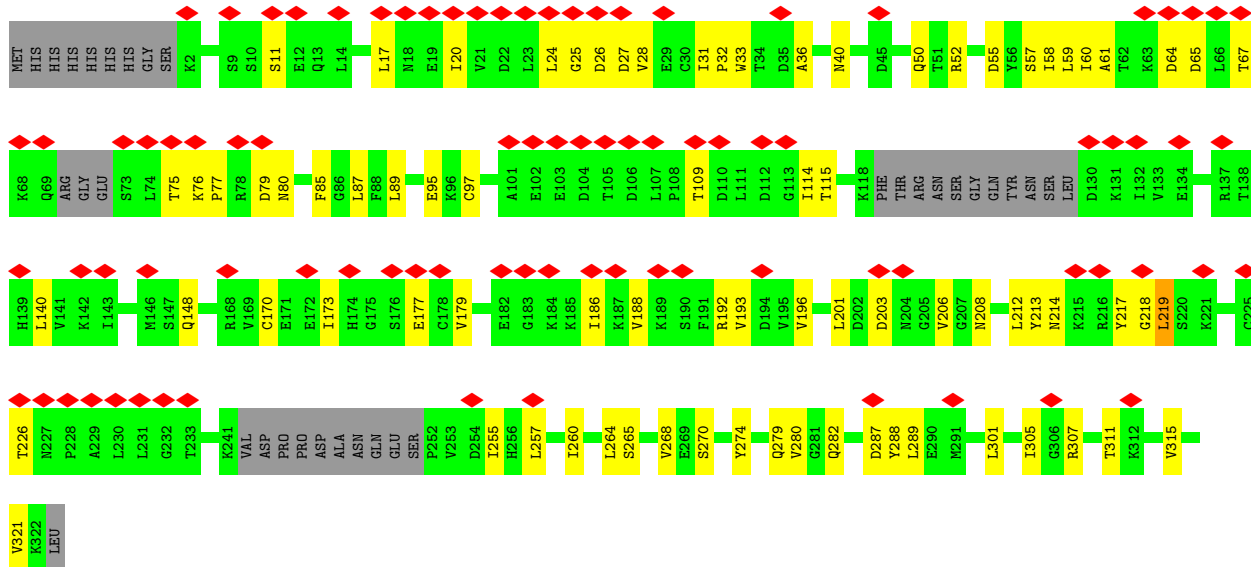 MET HIS HIS HIS HIS HIS HIS GLY SER K2 S9 S10 S11 E12 Q13 L14 L17 N18 E19 I20 V21 D22 L23 L24 G25 D26 D27 V28 E29 C30 I31 P32 W33 T34 D35 A36 N40 D45 Q50 T51 R52 D55 Y56 S57 I58 L59 I60 A61 T62 K63 D64 D65 L66 T67
K68 Q69 ARG GLY GLU S73 L74 T75 K76 P77 R78 D79 N80 F85 G86 L87 F88 L89 E95 K96 C97 A101 E102 E103 D104 T105 D106 L107 P108 T109 D110 L111 D112 G113 I114 T115 K118 PHE THR ARG ASN SER GLY GLN TYR ASN SER LEU D130 K131 I132 V133 E134 R137 T138
H139 L140 V141 K142 I143 M146 S147 Q148 R168 V169 C170 E171 E172 I173 H174 G175 S176 E177 C178 V179 E182 G183 K184 K185 I186 K187 V188 K189 S190 F191 R192 V193 D194 V195 V196 L201 D202 D203 N204 G205 V206 G207 N208 L212 Y213 N214 K215 R216 Y217 G218 L219 S220 K221 G225
T226 N227 P228 A229 L230 L231 G232 T233 K241 VAL ASP PRO PRO ASP ALA ASN GLN GLU SER P252 V253 D254 I255 H256 L257 I260 L264 S265 V268 E269 S270 Y274 Q279 V280 G281 Q282 D287 Y288 L289 E290 M291 L301 I305 G306 R307 T311 K312 V315
V321 K322 LEU